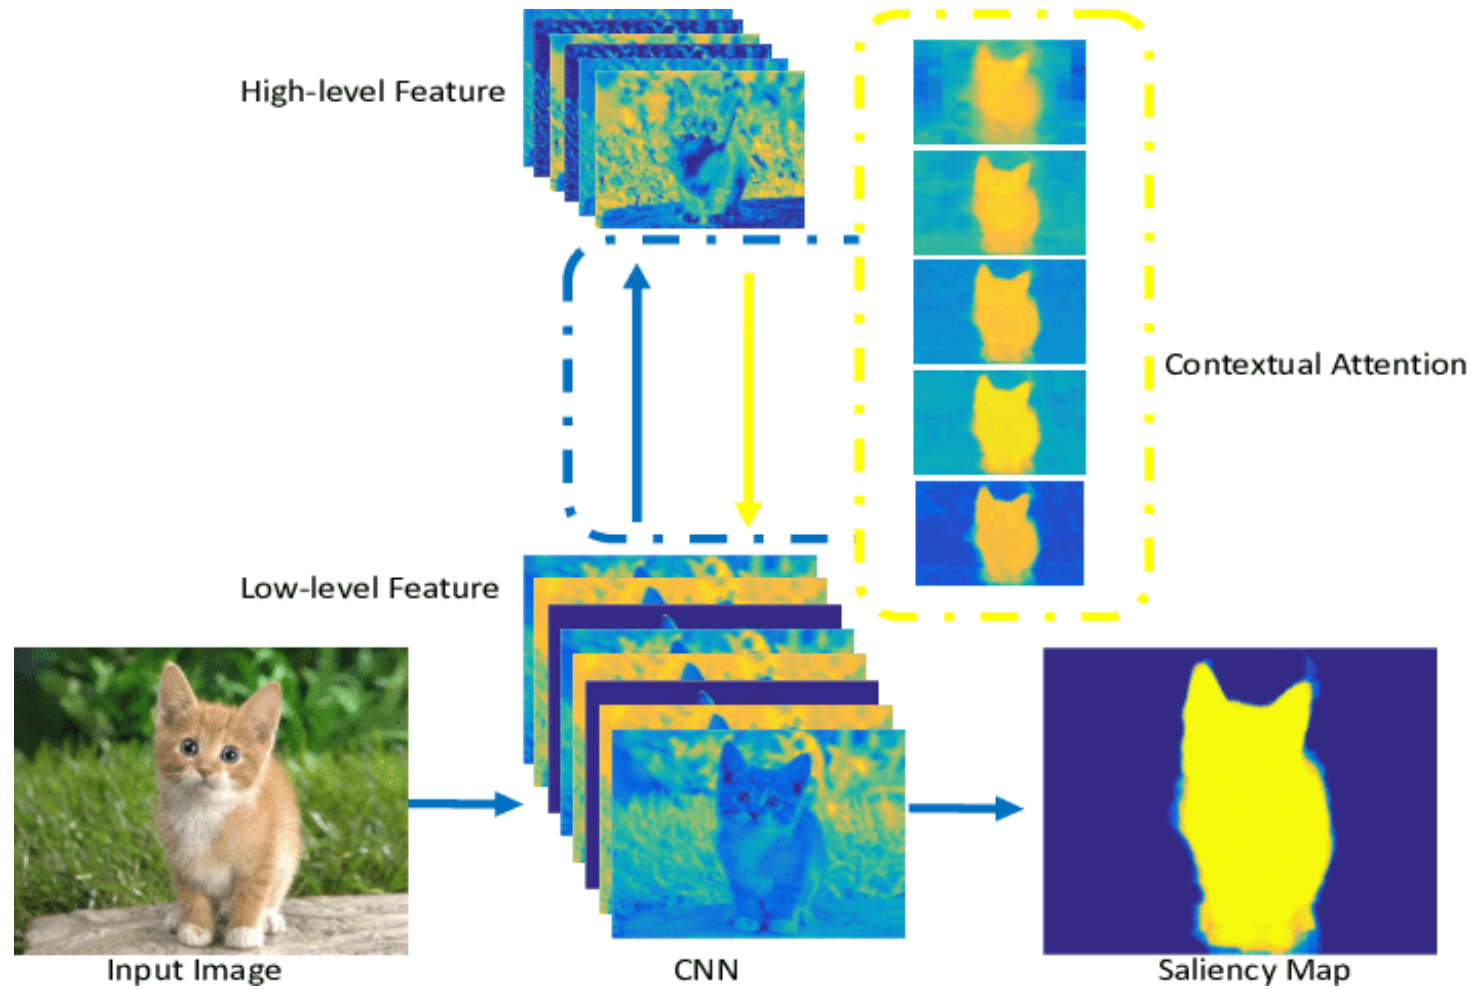 High-level Feature
Contextual Attention
Low-level Feature
Input Image
CNN
Saliency Map